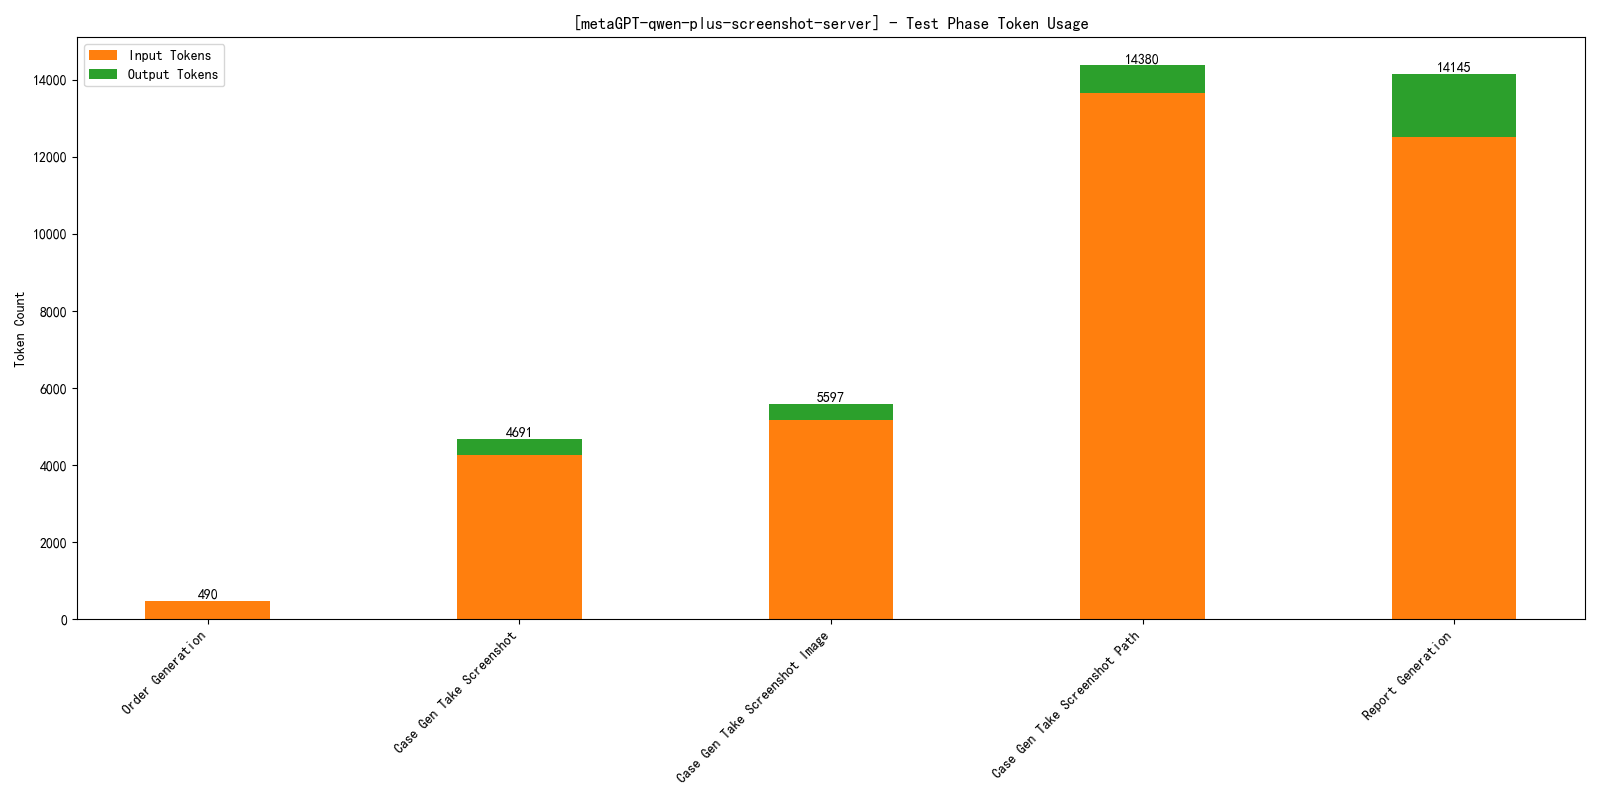 [metaGPT-qwen-plus-screenshot-server] - Test Phase Token Usage
Input Tokens
Output Tokens
Token Count
14000
12000
10000
8000
6000
4000
2000
0
490
4691
5597
14380
14145
Order Generation
Case Gen Take Screenshot
Case Gen Take Screenshot Image
Case Gen Take Screenshot Path
Report Generation